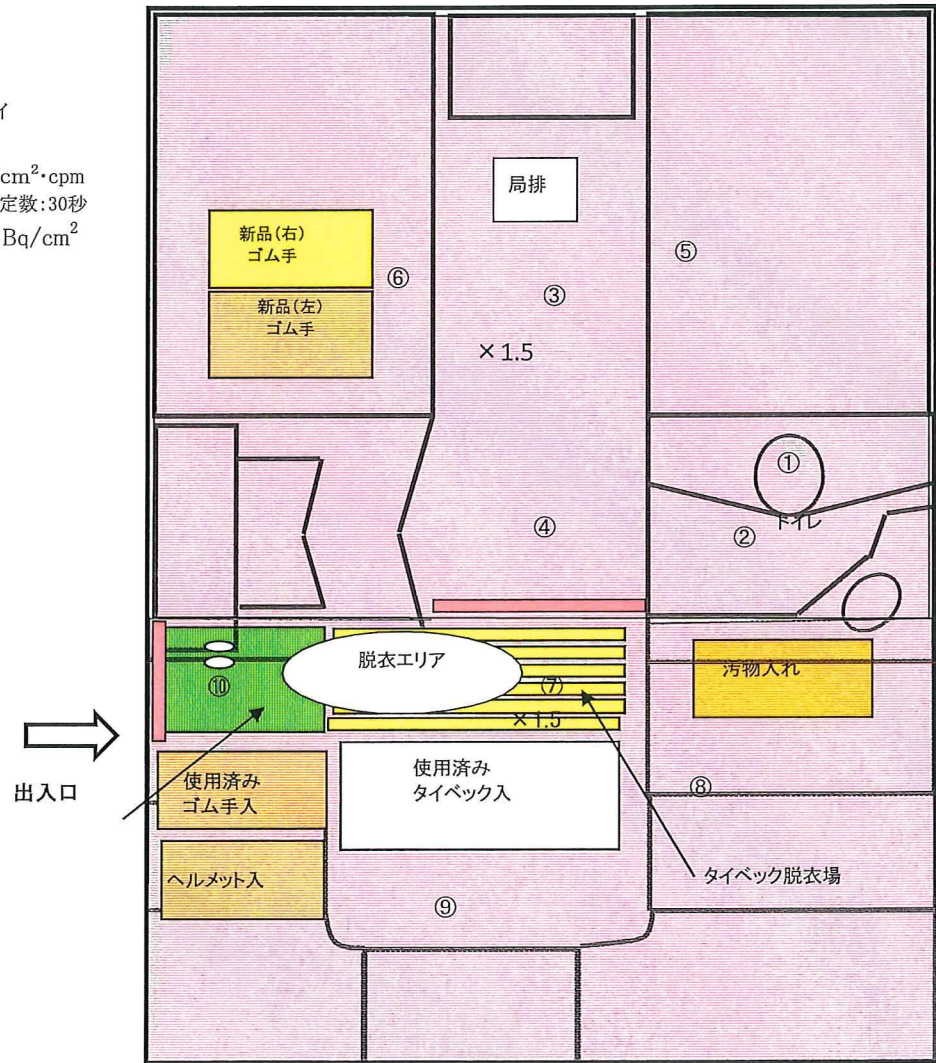 イ
cm²・cpm
定数:30秒
Bq/cm²
局排
新品(右)
ゴム手
⑥
新品(左)
ゴム手
⑤
③
×1.5
①
トイレ
②
④
脱衣エリア
⑩
⑦
×1.5
汚物入れ
出入口
使用済み
ゴム手入
使用済み
タイベック入
⑧
ヘルメット入
タイベック脱衣場
⑨